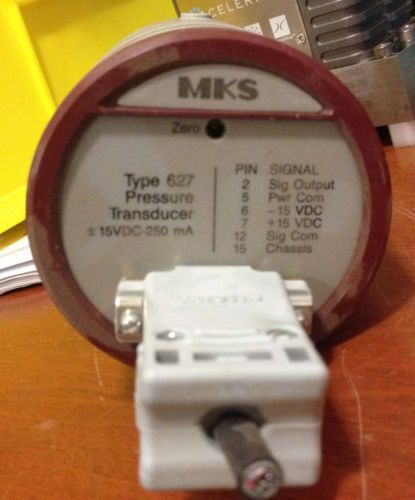 CELER
MKS
Zero
Type 627
Pressure
Transducer
± 15VDC-250 mA
PIN SIGNAL
2 Sig Output
5 Pwr Com
6 -15 VDC
7 +15 VDC
12 Sig Com
15 Chassis